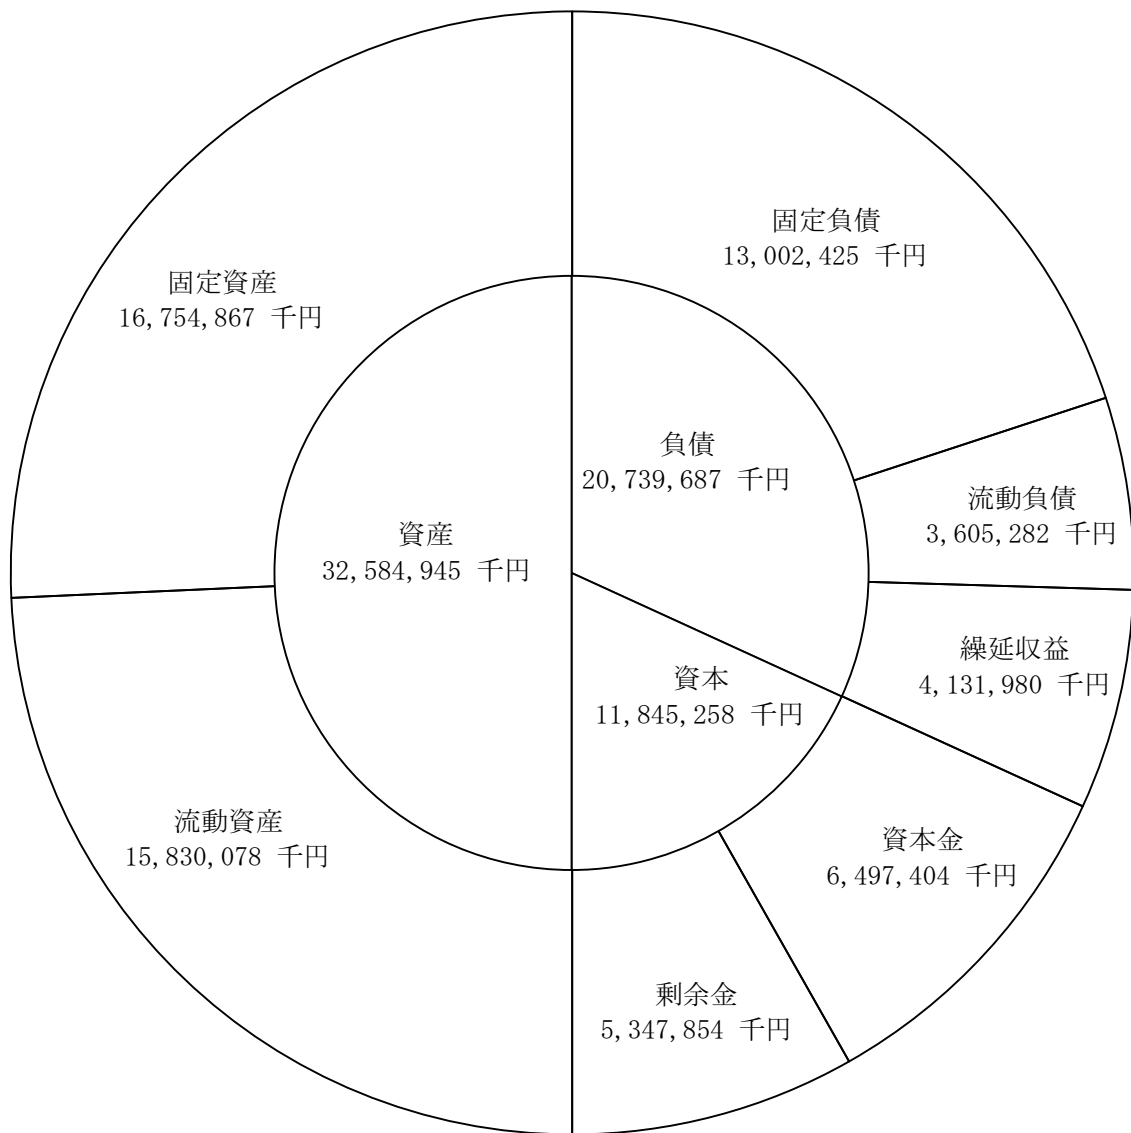 固定負債
13,002,425 千円
固定資産
16,754,867 千円
負債
20,739,687 千円
流動負債
3,605,282 千円
資産
32,584,945 千円
繰延収益
4,131,980 千円
資本
11,845,258 千円
流動資産
15,830,078 千円
資本金
6,497,404 千円
剰余金
5,347,854 千円